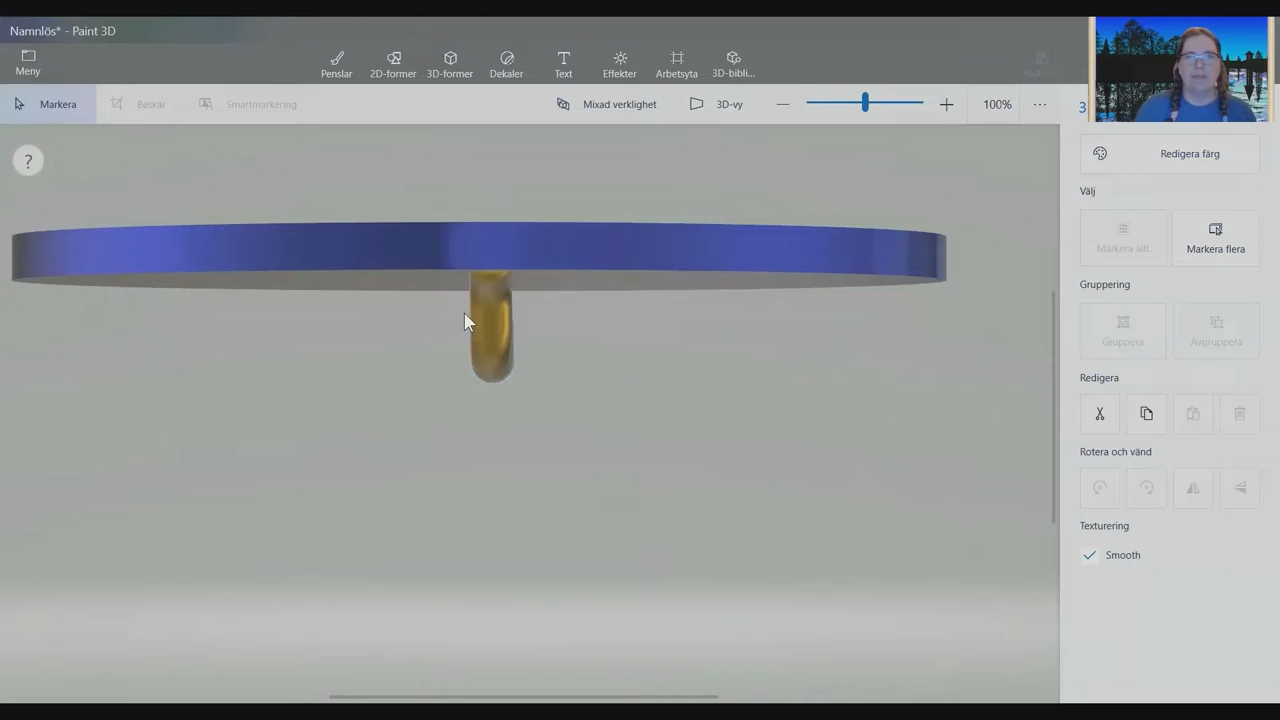 Namnlös* - Paint 3D
Meny
Penslar
2D-former
3D-former
Dekaler
Text
Effekter
Arbetsyta
3D-bibli...
Markera
Beskär
Smartmarkering
Mixad verklighet
3D-vy
100%
3
?
Redigera färg
Välj
Markera allt.
Markera flera
Gruppering
Gruppera
Avgruppera
Redigera
Rotera och vänd
Texturering
Smooth